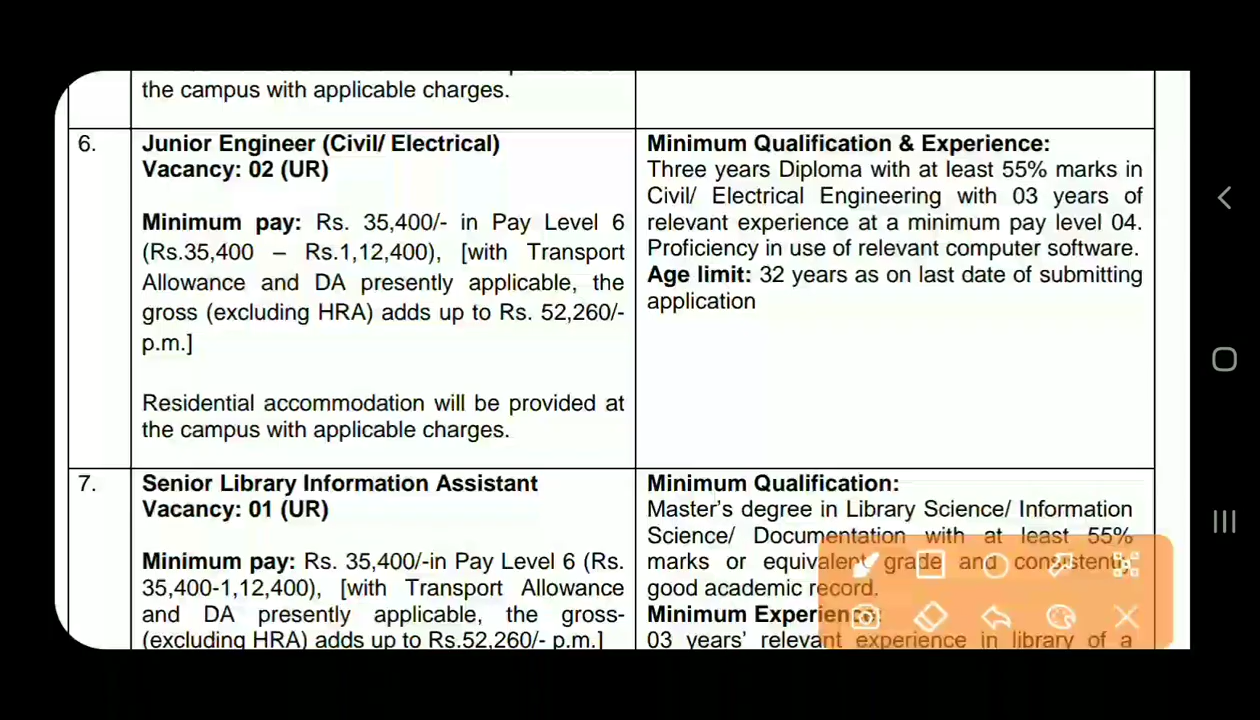 the campus with applicable charges.
6.
Junior Engineer (Civil/ Electrical)
Vacancy: 02 (UR)
Minimum pay: Rs. 35,400/- in Pay Level 6
(Rs.35,400 – Rs.1,12,400), [with Transport
Allowance and DA presently applicable, the
gross (excluding HRA) adds up to Rs. 52,260/-
p.m.]
Residential accommodation will be provided at
the campus with applicable charges.
Minimum Qualification & Experience:
Three years Diploma with at least 55% marks in
Civil/ Electrical Engineering with 03 years of
relevant experience at a minimum pay level 04.
Proficiency in use of relevant computer software.
Age limit: 32 years as on last date of submitting
application
7.
Senior Library Information Assistant
Vacancy: 01 (UR)
Minimum pay: Rs. 35,400/-in Pay Level 6 (Rs.
35,400-1,12,400), [with Transport Allowance
and DA presently applicable, the gross-
(excluding HRA) adds up to Rs.52,260/- p.m.]
Minimum Qualification:
Master’s degree in Library Science/ Information
Science/ Documentation with at least 55%
marks or equivalent grade and consistently
good academic record.
Minimum Experience:
03 years’ relevant experience in library of a